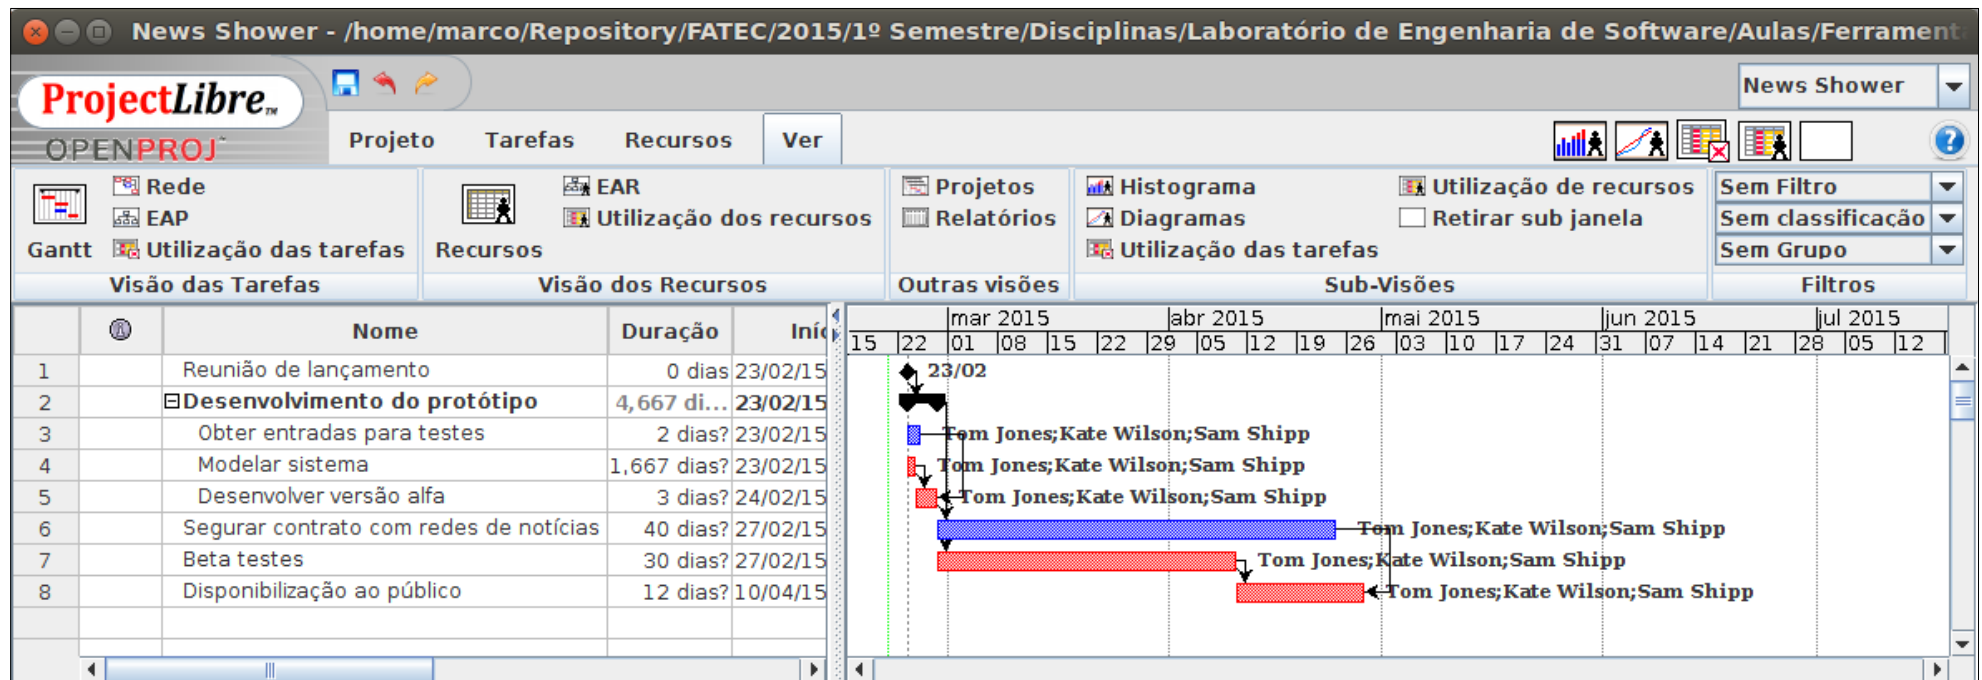 News Shower - /home/marco/Repository/FATEC/2015/1º Semestre/Disciplinas/Laboratório de Engenharia de Software/Aulas/Ferrament
ProjectLibre™
OPENPROJ
News Shower
Projeto Tarefas Recursos Ver
Gantt
Rede
EAP
Utilização das tarefas
Visão das Tarefas
Recursos
EAR
Utilização dos recursos
Visão dos Recursos
Projetos
Relatórios
Outras visões
Histograma
Diagramas
Utilização das tarefas
Utilização de recursos
Retirar sub janela
Sub-Visões
Sem Filtro
Sem classificação
Sem Grupo
Filtros
Nome Duração Iníc
mar 2015 abr 2015 mai 2015 jun 2015 jul 2015
15 22 01 08 15 22 29 05 12 19 26 03 10 17 24 31 07 14 21 28 05 12
1 Reunião de lançamento 0 dias 23/02/15 23/02
2 Desenvolvimento do protótipo 4,667 di... 23/02/15
3 Obter entradas para testes 2 dias? 23/02/15 Tom Jones;Kate Wilson;Sam Shipp
4 Modelar sistema 1,667 dias? 23/02/15 Tom Jones;Kate Wilson;Sam Shipp
5 Desenvolver versão alfa 3 dias? 24/02/15 Tom Jones;Kate Wilson;Sam Shipp
6 Segurar contrato com redes de notícias 40 dias? 27/02/15 Tom Jones;Kate Wilson;Sam Shipp
7 Beta testes 30 dias? 27/02/15 Tom Jones;Kate Wilson;Sam Shipp
8 Disponibilização ao público 12 dias? 10/04/15 Tom Jones;Kate Wilson;Sam Shipp